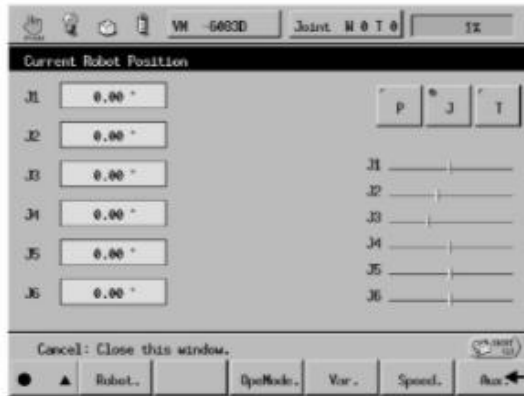 VM -6083D Joint W 0 T 0 1%
Current Robot Position
J1 0.00 °
J2 0.00 °
J3 0.00 °
J4 0.00 °
J5 0.00 °
J6 0.00 °
P J T
J1
J2
J3
J4
J5
J6
Cancel: Close this window.
SHORT CUT
Robot. OpeMode. Var. Speed. Aux.